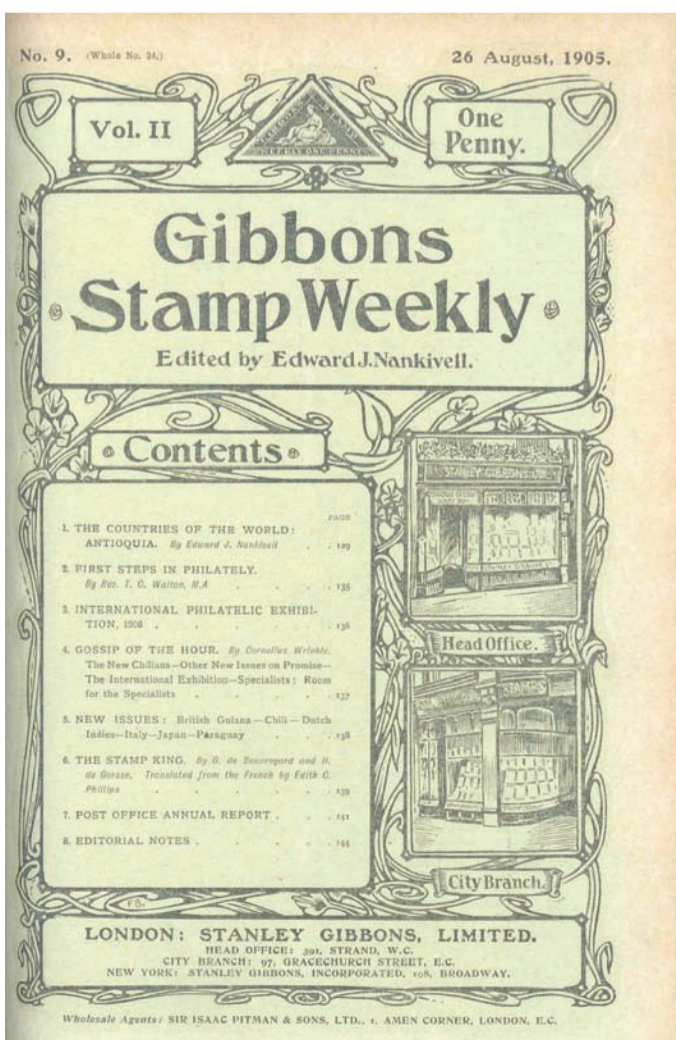 No. 9. (Whole No. 34.)
26 August, 1905.
Vol. II
One
Penny.
WEEKLY ONE PENNY
Gibbons
Stamp Weekly
Edited by Edward J. Nankivell.
Contents
PAGE
1. THE COUNTRIES OF THE WORLD:
ANTIOQUIA. By Edward J. Nankivell . . 129
2. FIRST STEPS IN PHILATELY.
By Rev. T. C. Walton, M.A . . . . 135
3. INTERNATIONAL PHILATELIC EXHIBI-
TION, 1906 . . . . . 136
4. GOSSIP OF THE HOUR. By Cornelius Wrinkle.
The New Chilians—Other New Issues on Promise—
The International Exhibition—Specialists: Room
for the Specialists . . . . . 137
5. NEW ISSUES: British Guiana—Chili—Dutch
Indies—Italy—Japan—Paraguay . . . 138
6. THE STAMP KING. By G. de Beauregard and H.
de Gorsse. Translated from the French by Edith C.
Phillips . . . . . . 139
7. POST OFFICE ANNUAL REPORT . . . 141
8. EDITORIAL NOTES . . . . . 144
STANLEY GIBBONS LTD
Head Office.
STAMPS
City Branch.
F.B.
LONDON: STANLEY GIBBONS, LIMITED.
HEAD OFFICE: 391, STRAND, W.C.
CITY BRANCH: 97, GRACECHURCH STREET, E.C.
NEW YORK: STANLEY GIBBONS, INCORPORATED, 198, BROADWAY.
Wholesale Agents: SIR ISAAC PITMAN & SONS, LTD., 1, AMEN CORNER, LONDON, E.C.